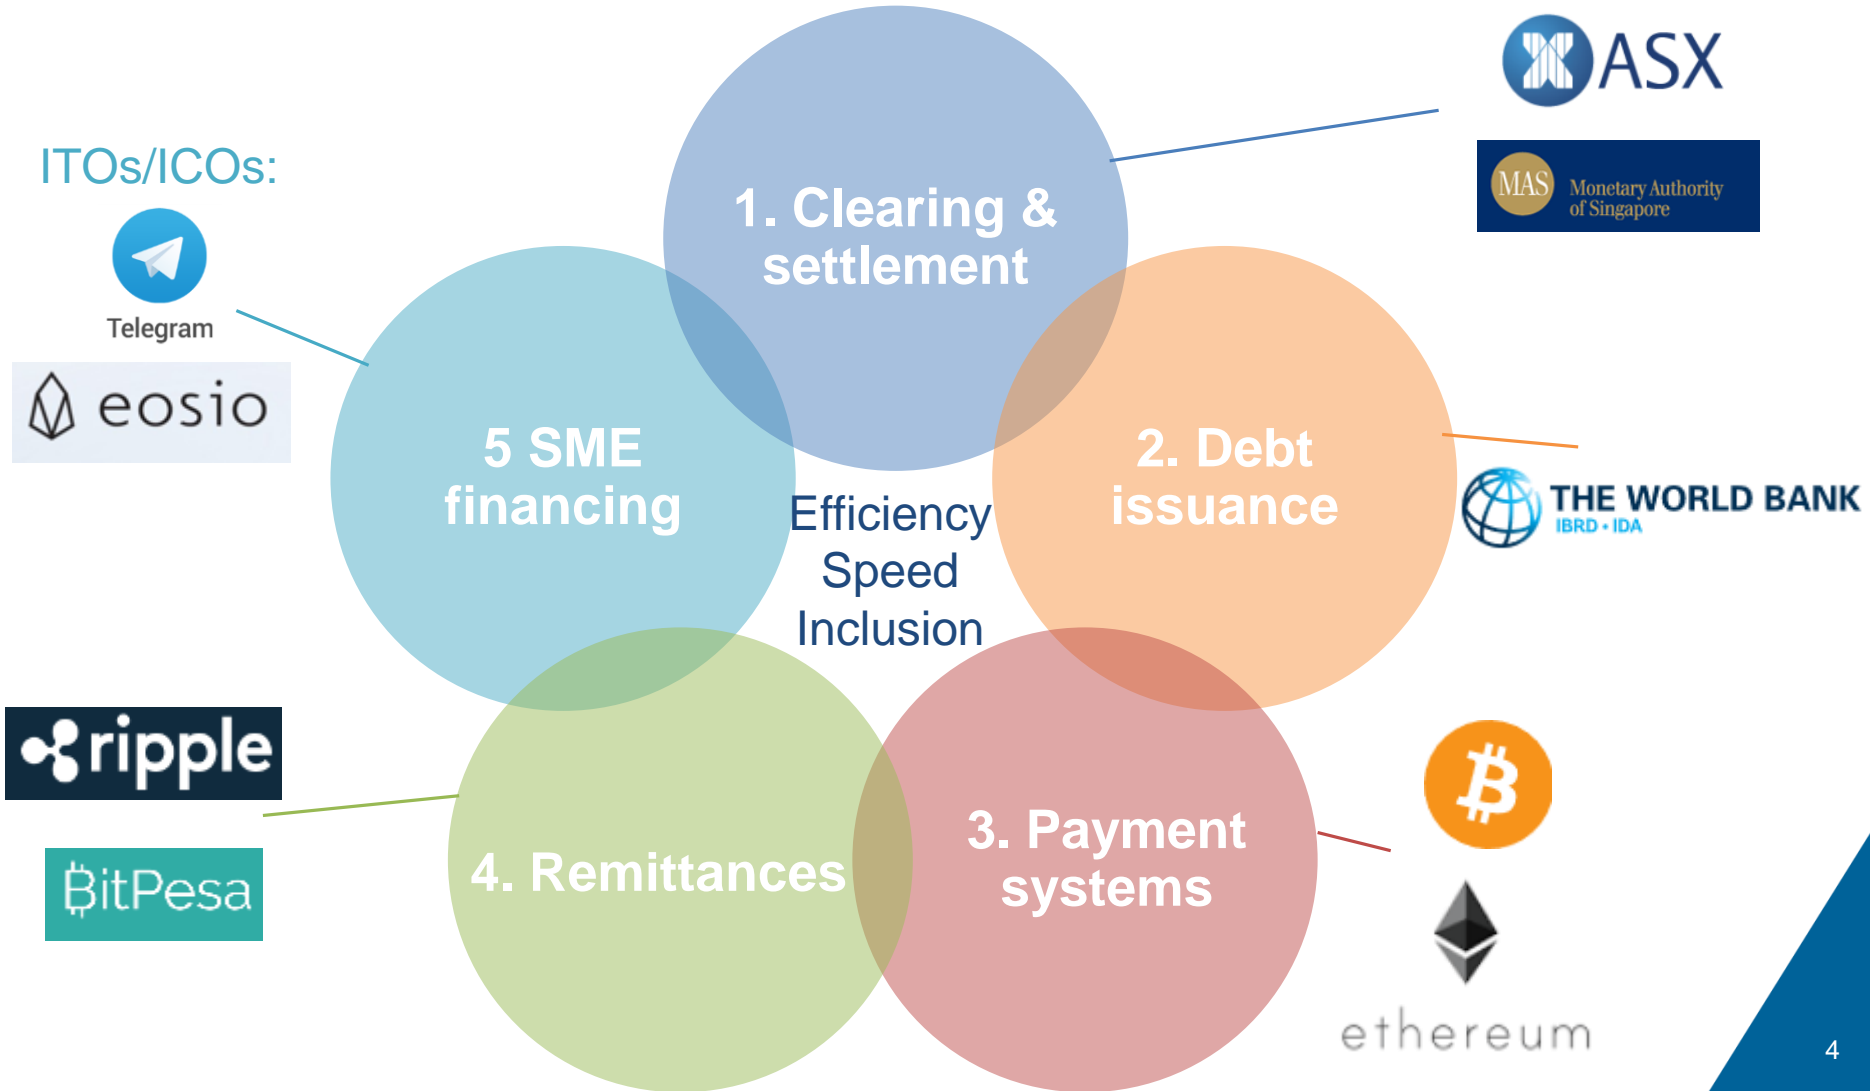 ASX
MAS
Monetary Authority
of Singapore
ITOs/ICOs:
Telegram
eosio
1. Clearing &
settlement
5 SME
financing
2. Debt
issuance
THE WORLD BANK
IBRD • IDA
Efficiency
Speed
Inclusion
ripple
BitPesa
4. Remittances
3. Payment
systems
ethereum
4